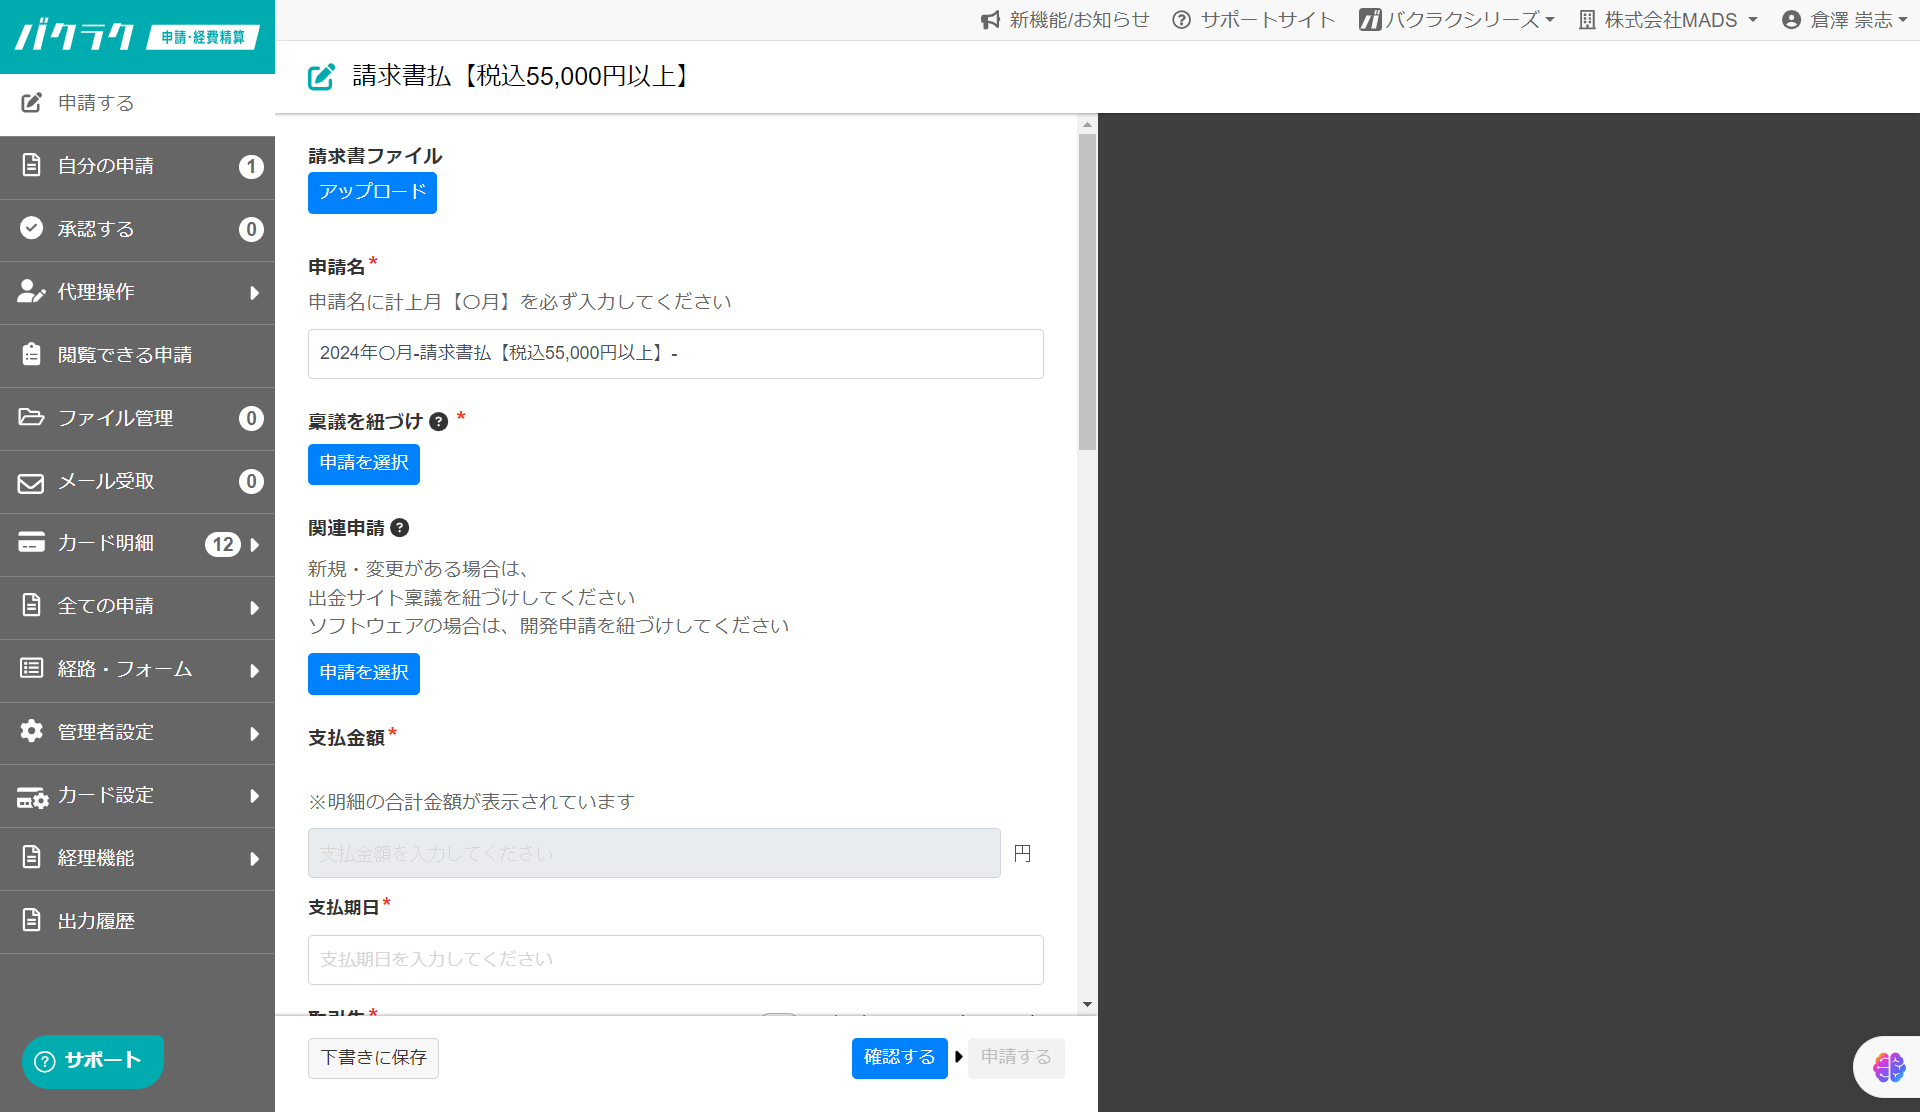 バクラク 申請・経費精算
新機能/お知らせ
サポートサイト
バクラクシリーズ
株式会社MADS
倉澤 崇志
申請する
自分の申請 1
承認する 0
代理操作
閲覧できる申請
ファイル管理 0
メール受取 0
カード明細 12
全ての申請
経路・フォーム
管理者設定
カード設定
経理機能
出力履歴
サポート
請求書払【税込55,000円以上】
請求書ファイル
アップロード
申請名*
申請名に計上月【〇月】を必ず入力してください
2024年〇月-請求書払【税込55,000円以上】-
稟議を紐づけ ? *
申請を選択
関連申請 ?
新規・変更がある場合は、
出金サイト稟議を紐づけしてください
ソフトウェアの場合は、開発申請を紐づけしてください
申請を選択
支払金額*
※明細の合計金額が表示されています
支払金額を入力してください 円
支払期日*
支払期日を入力してください
下書きに保存
確認する
申請する